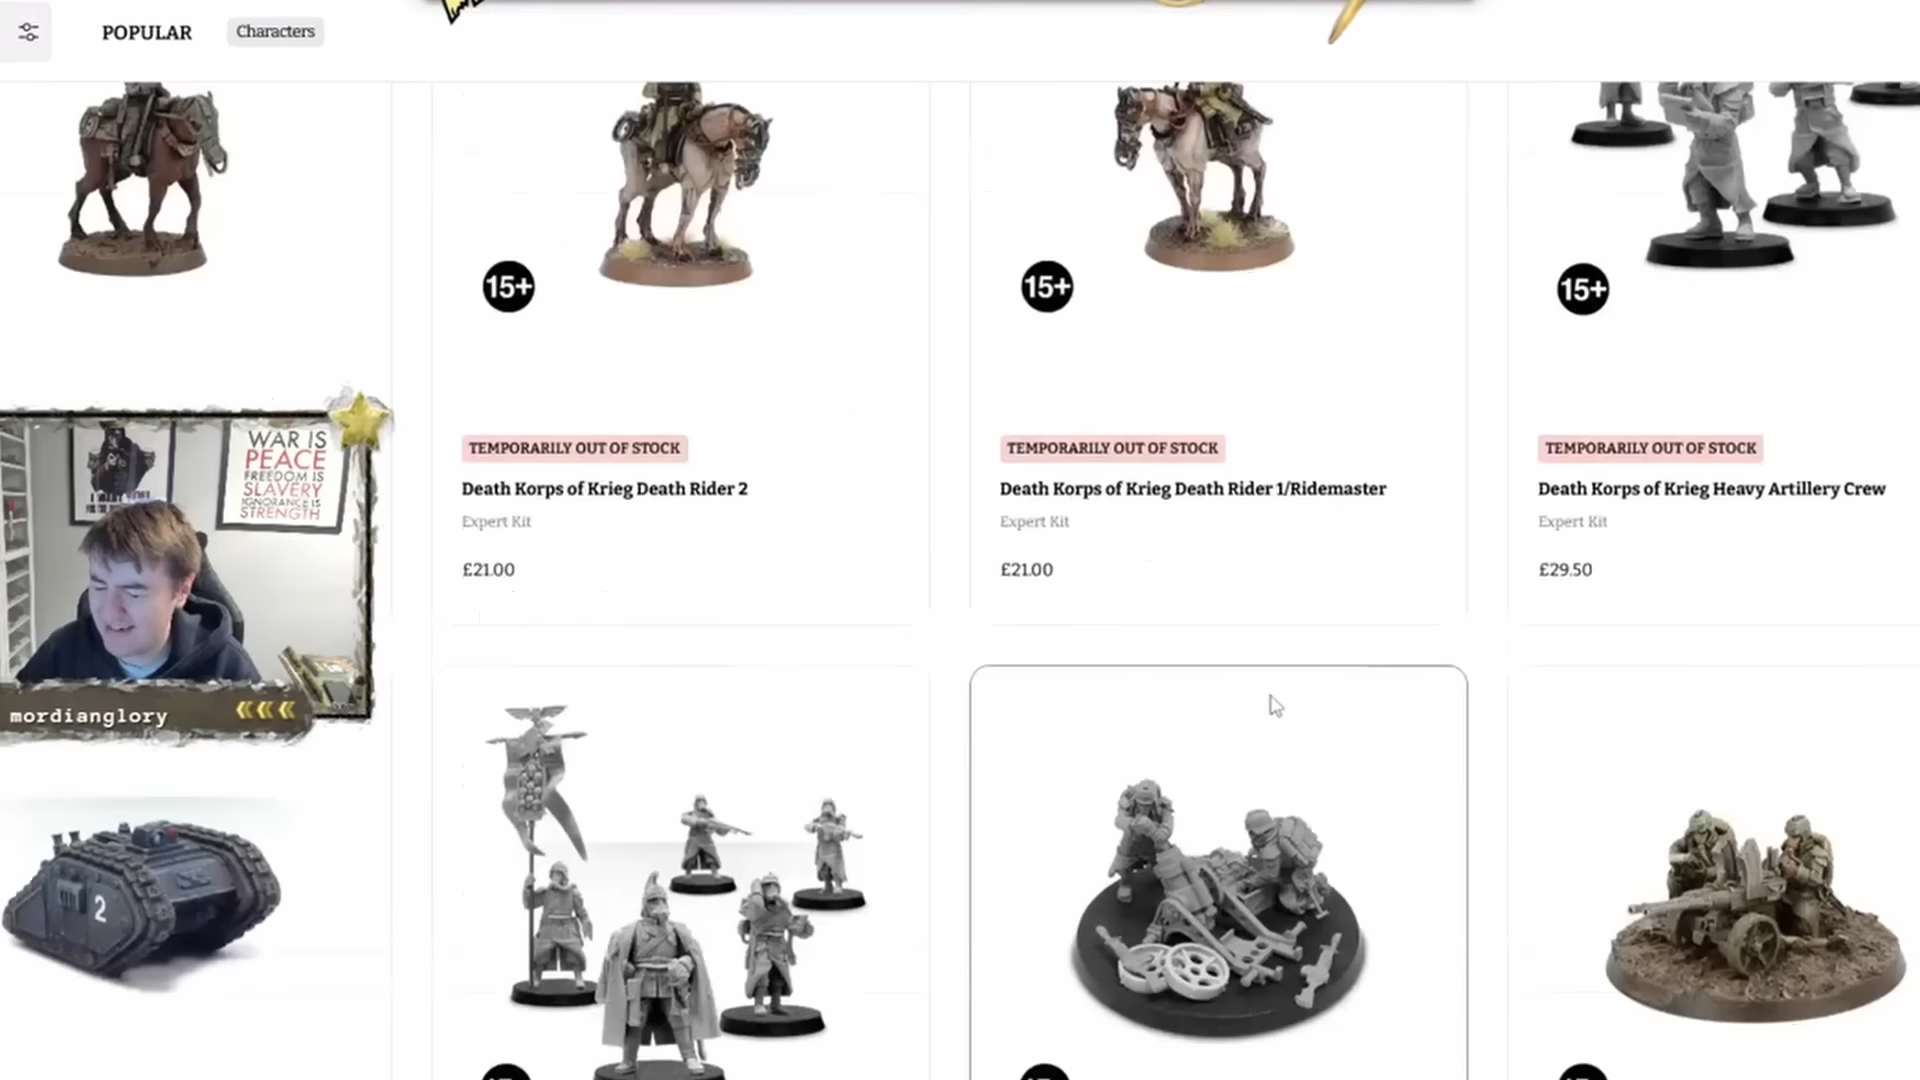 POPULAR
Characters
15+
15+
15+
TEMPORARILY OUT OF STOCK
TEMPORARILY OUT OF STOCK
TEMPORARILY OUT OF STOCK
Death Korps of Krieg Death Rider 2
Death Korps of Krieg Death Rider 1/Ridemaster
Death Korps of Krieg Heavy Artillery Crew
Expert Kit
Expert Kit
Expert Kit
£21.00
£21.00
£29.50
WAR IS
PEACE
FREEDOM IS
SLAVERY
IGNORANCE IS
STRENGTH
mordianglory
2